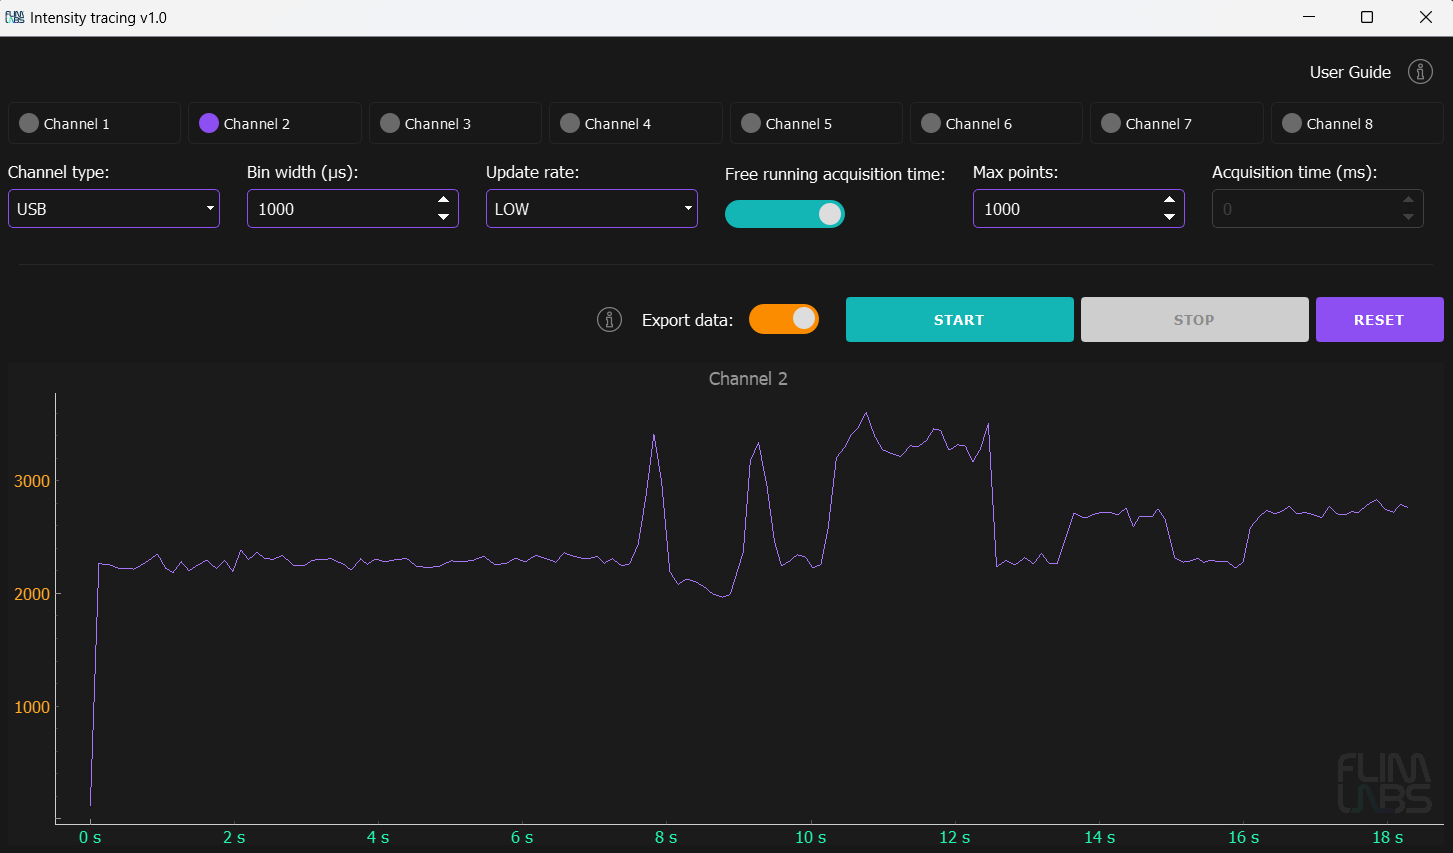 Intensity tracing v1.0
User Guide
Channel 1 Channel 2 Channel 3 Channel 4 Channel 5 Channel 6 Channel 7 Channel 8
Channel type: Bin width (µs): Update rate: Free running acquisition time: Max points: Acquisition time (ms):
USB 1000 LOW 1000 0
Export data: START STOP RESET
Channel 2
3000
2000
1000
FLIM
LABS
0 s 2 s 4 s 6 s 8 s 10 s 12 s 14 s 16 s 18 s